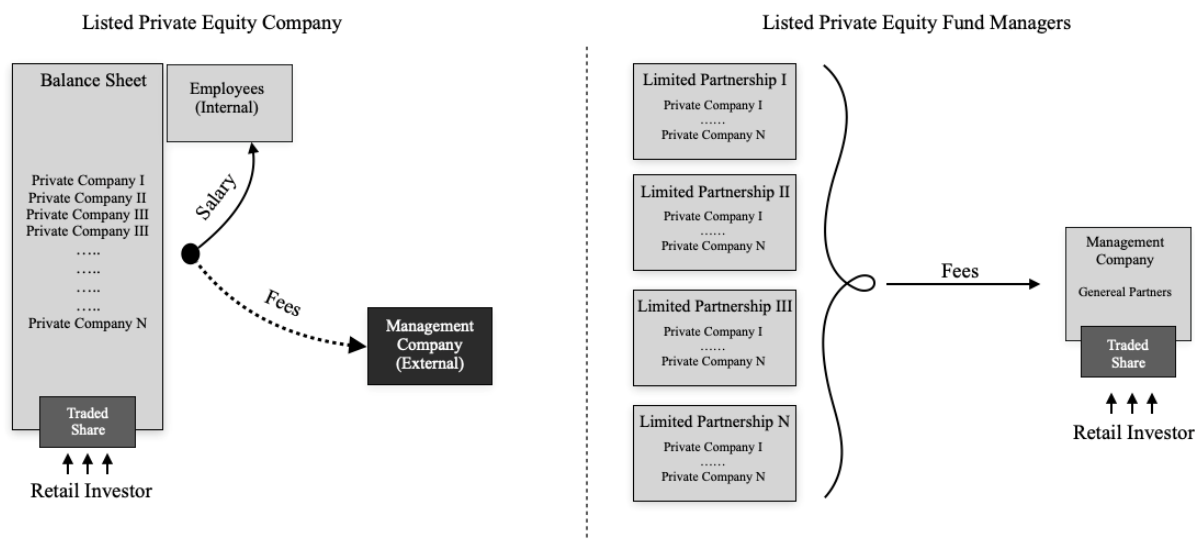 Listed Private Equity Company
Balance Sheet
Employees
(Internal)
Private Company I
Private Company II
Private Company III
Private Company III
.....
.....
.....
.....
Private Company N
Salary
Fees
Management
Company
(External)
Traded
Share
Retail Investor
Listed Private Equity Fund Managers
Limited Partnership I
Private Company I
......
Private Company N
Limited Partnership II
Private Company I
......
Private Company N
Limited Partnership III
Private Company I
......
Private Company N
Limited Partnership N
Private Company I
......
Private Company N
Fees
Management
Company
Genereal Partners
Traded
Share
Retail Investor